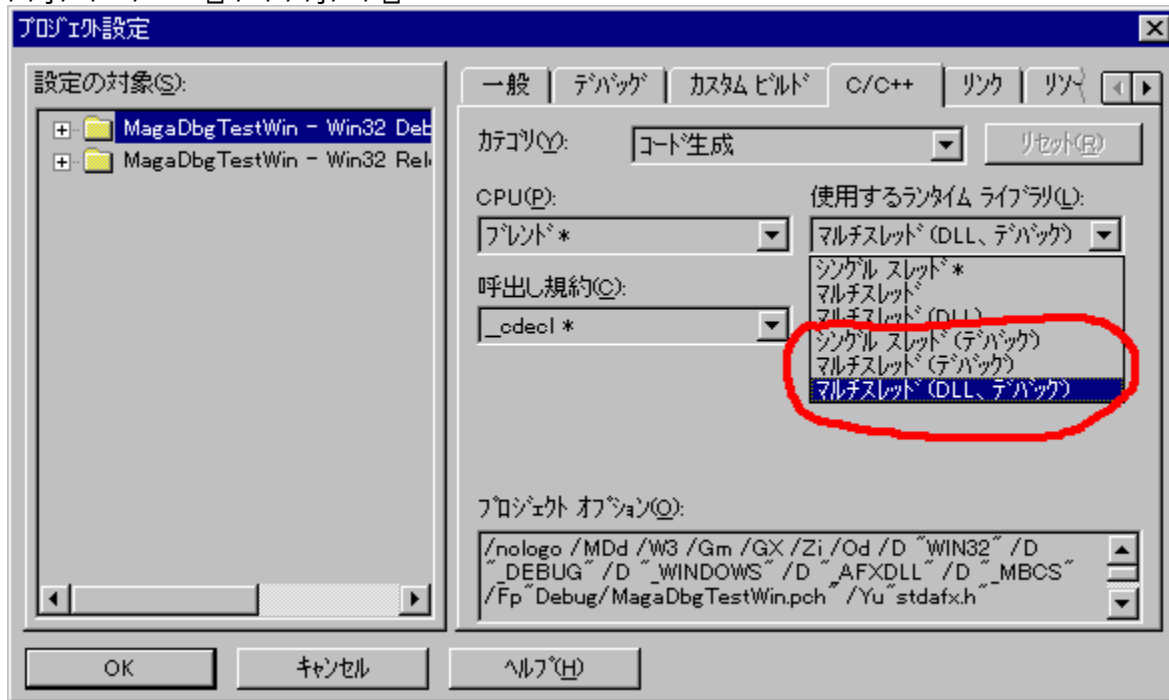 ﾌﾟﾛｼﾞｪｸﾄ設定
設定の対象(S):
MagaDbgTestWin - Win32 Deb
MagaDbgTestWin - Win32 Rel
一般
ﾃﾞﾊﾞｯｸﾞ
ｶｽﾀﾑ ﾋﾞﾙﾄﾞ
C/C++
ﾘﾝｸ
ﾘｿ
ｶﾃｺﾞﾘ(Y):
ｺｰﾄﾞ生成
ﾘｾｯﾄ(R)
CPU(P):
使用するﾗﾝﾀｲﾑ ﾗｲﾌﾞﾗﾘ(L):
ﾌﾞﾚﾝﾄﾞ*
ﾏﾙﾁｽﾚｯﾄﾞ(DLL、ﾃﾞﾊﾞｯｸﾞ)
ｼﾝｸﾞﾙ ｽﾚｯﾄﾞ*
ﾏﾙﾁｽﾚｯﾄﾞ
ﾏﾙﾁｽﾚｯﾄﾞ(DLL)
ｼﾝｸﾞﾙ ｽﾚｯﾄﾞ(ﾃﾞﾊﾞｯｸﾞ)
ﾏﾙﾁｽﾚｯﾄﾞ(ﾃﾞﾊﾞｯｸﾞ)
ﾏﾙﾁｽﾚｯﾄﾞ(DLL、ﾃﾞﾊﾞｯｸﾞ)
呼出し規約(C):
_cdecl *
ﾌﾟﾛｼﾞｪｸﾄ ｵﾌﾟｼｮﾝ(O):
/nologo /MDd /W3 /Gm /GX /Zi /Od /D "WIN32" /D
"_DEBUG" /D "_WINDOWS" /D "_AFXDLL" /D "_MBCS"
/Fp"Debug/MagaDbgTestWin.pch" /Yu"stdafx.h"
OK
ｷｬﾝｾﾙ
ﾍﾙﾌﾟ(H)